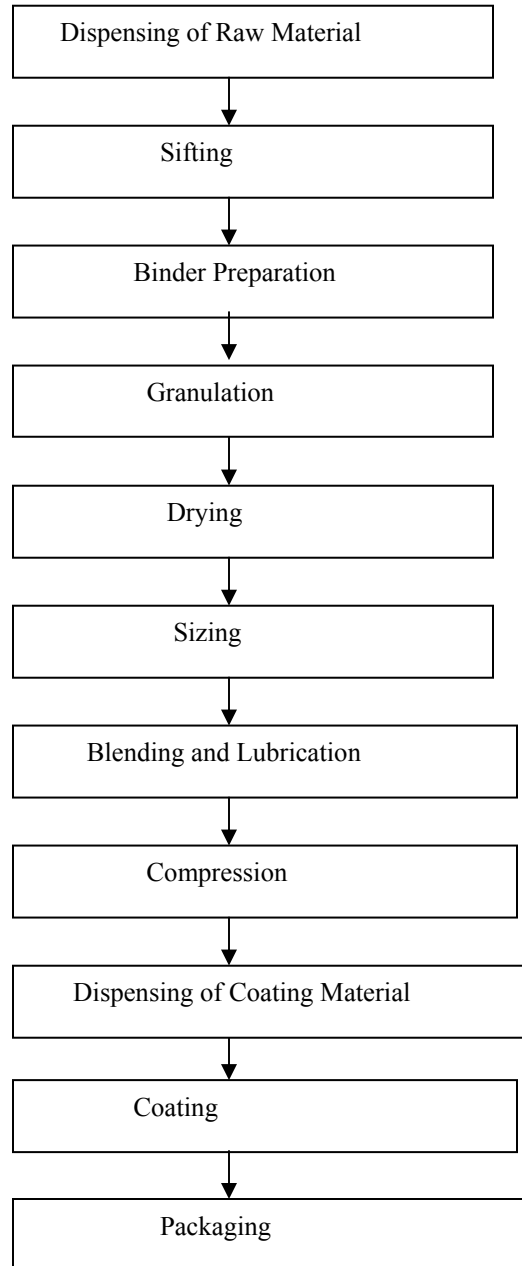 Dispensing of Raw Material
Sifting
Binder Preparation
Granulation
Drying
Sizing
Blending and Lubrication
Compression
Dispensing of Coating Material
Coating
Packaging